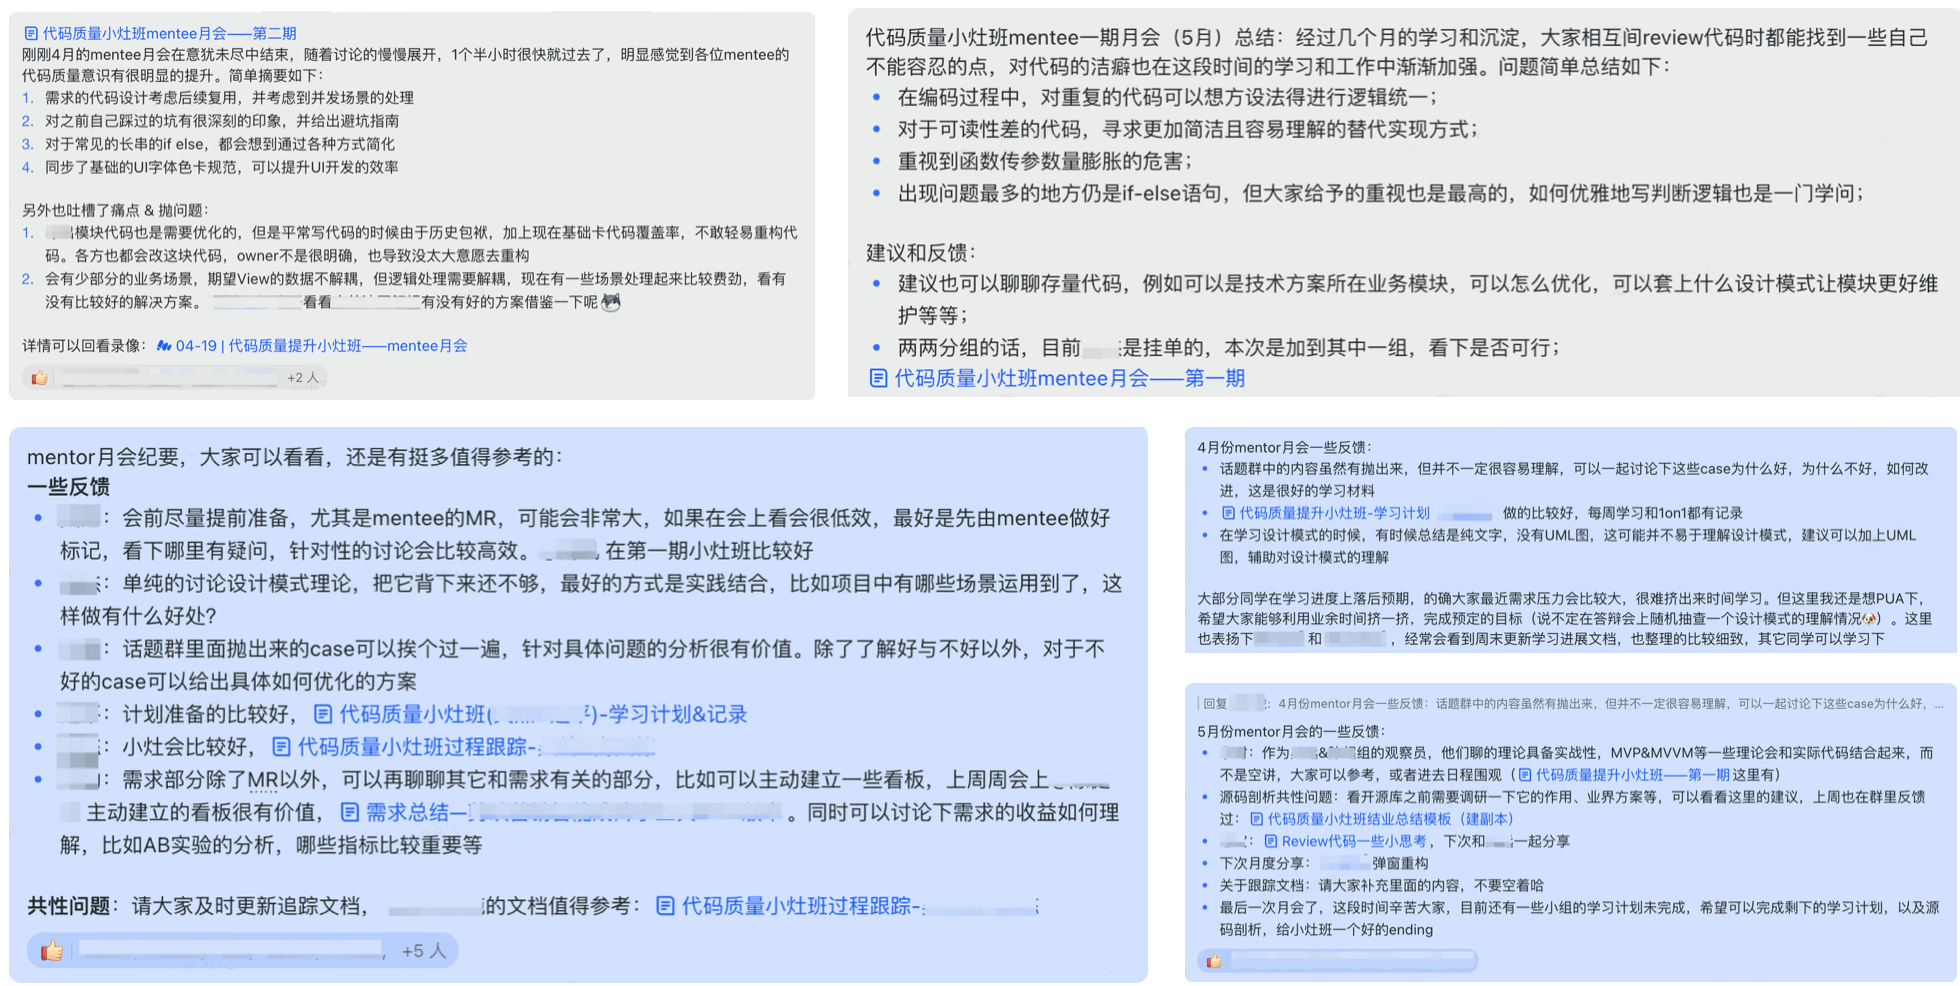 代码质量小灶班mentee月会——第二期
刚刚4月的mentee月会在意犹未尽中结束，随着讨论的慢慢展开，1个半小时很快就过去了，明显感觉到各位mentee的
代码质量意识有很明显的提升。简单摘要如下：
1. 需求的代码设计考虑后续复用，并考虑到并发场景的处理
2. 对之前自己踩过的坑有很深刻的印象，并给出避坑指南
3. 对于常见的长串的if else，都会想到通过各种方式简化
4. 同步了基础的UI字体色卡规范，可以提升UI开发的效率
另外也吐槽了痛点 & 抛问题：
1. 模块代码也是需要优化的，但是平常写代码的时候由于历史包袱，加上现在基础卡代码覆盖率，不敢轻易重构代
码。各方也都会改这块代码，owner不是很明确，也导致没太大意愿去重构
2. 会有少部分的业务场景，期望View的数据不解耦，但逻辑处理需要解耦，现在有一些场景处理起来比较费劲，看有
没有比较好的解决方案。 看看 有没有好的方案借鉴一下呢
详情可以回看录像： 04-19 | 代码质量提升小灶班——mentee月会
+2 人
代码质量小灶班mentee一期月会（5月）总结：经过几个月的学习和沉淀，大家相互间review代码时都能找到一些自己
不能容忍的点，对代码的洁癖也在这段时间的学习和工作中渐渐加强。问题简单总结如下：
• 在编码过程中，对重复的代码可以想方设法得进行逻辑统一；
• 对于可读性差的代码，寻求更加简洁且容易理解的替代实现方式；
• 重视到函数传参数量膨胀的危害；
• 出现问题最多的地方仍是if-else语句，但大家给予的重视也是最高的，如何优雅地写判断逻辑也是一门学问；
建议和反馈：
• 建议也可以聊聊存量代码，例如可以是技术方案所在业务模块，可以怎么优化，可以套上什么设计模式让模块更好维
护等等；
• 两两分组的话，目前 是挂单的，本次是加到其中一组，看下是否可行；
代码质量小灶班mentee月会——第一期
mentor月会纪要，大家可以看看，还是有挺多值得参考的：
一些反馈
• ：会前尽量提前准备，尤其是mentee的MR，可能会非常大，如果在会上看会很低效，最好是先由mentee做好
标记，看下哪里有疑问，针对性的讨论会比较高效。 在第一期小灶班比较好
• ：单纯的讨论设计模式理论，把它背下来还不够，最好的方式是实践结合，比如项目中有哪些场景运用到了，这
样做有什么好处?
• ：话题群里面抛出来的case可以挨个过一遍，针对具体问题的分析很有价值。除了了解好与不好以外，对于不
好的case可以给出具体如何优化的方案
• ：计划准备的比较好， 代码质量小灶班( )-学习计划&记录
• ：小灶会比较好， 代码质量小灶班过程跟踪-
• ：需求部分除了MR以外，可以再聊聊其它和需求有关的部分，比如可以主动建立一些看板，上周周会上
主动建立的看板很有价值， 需求总结— 。同时可以讨论下需求的收益如何理
解，比如AB实验的分析，哪些指标比较重要等
共性问题：请大家及时更新追踪文档， 的文档值得参考： 代码质量小灶班过程跟踪-
+5 人
4月份mentor月会一些反馈：
• 话题群中的内容虽然有抛出来，但并不一定很容易理解，可以一起讨论下这些case为什么好，为什么不好，如何改
进，这是很好的学习材料
• 代码质量提升小灶班-学习计划 做的比较好，每周学习和1on1都有记录
• 在学习设计模式的时候，有时候总结是纯文字，没有UML图，这可能并不易于理解设计模式，建议可以加上UML
图，辅助对设计模式的理解
大部分同学在学习进度上落后预期，的确大家最近需求压力会比较大，很难挤出来时间学习。但这里我还是想PUA下，
希望大家能够利用业余时间挤一挤，完成预定的目标（说不定在答辩会上随机抽查一个设计模式的理解情况）。这里
也表扬下 和 ，经常会看到周末更新学习进展文档，也整理的比较细致，其它同学可以学习下
回复 ：4月份mentor月会一些反馈：话题群中的内容虽然有抛出来，但并不一定很容易理解，可以一起讨论下这些case为什么好，...
5月份mentor月会的一些反馈：
• ：作为 & 组的观察员，他们聊的理论具备实战性，MVP&MVVM等一些理论会和实际代码结合起来，而
不是空讲，大家可以参考，或者进去日程围观（ 代码质量提升小灶班——第一期 这里有）
• 源码剖析共性问题：看开源库之前需要调研一下它的作用、业界方案等，可以看看这里的建议，上周也在群里反馈
过： 代码质量小灶班结业总结模板（建副本）
• ： Review代码一些小思考，下次和 一起分享
• 下次月度分享： 弹窗重构
• 关于跟踪文档：请大家补充里面的内容，不要空着哈
• 最后一次月会了，这段时间辛苦大家，目前还有一些小组的学习计划未完成，希望可以完成剩下的学习计划，以及源
码剖析，给小灶班一个好的ending